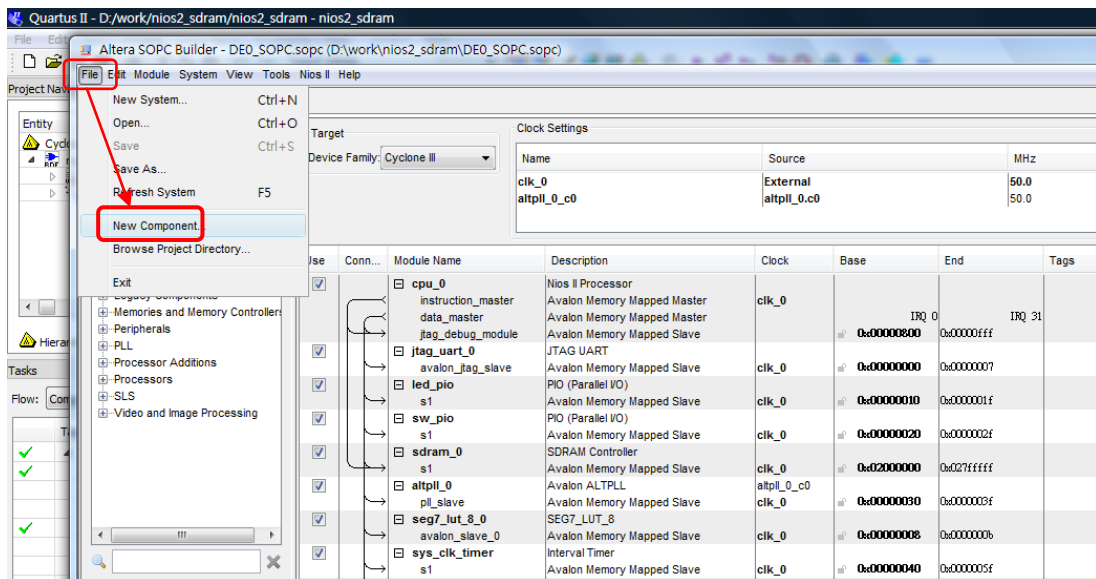 Quartus II - D:/work/nios2_sdram/nios2_sdram - nios2_sdram
File Edit
Altera SOPC Builder - DE0_SOPC.sopc (D:\work\nios2_sdram\DE0_SOPC.sopc)
File Edit Module System View Tools Nios II Help
Project Nav
New System... Ctrl+N
Open... Ctrl+O
Save Ctrl+S
Save As...
Refresh System F5
New Component...
Browse Project Directory...
Exit
Entity
Target
Device Family: Cyclone III
Clock Settings
Name Source MHz
clk_0 External 50.0
altpll_0_c0 altpll_0.c0 50.0
Legacy Components
Memories and Memory Controllers
Peripherals
PLL
Processor Additions
Processors
SLS
Video and Image Processing
Hierar
Tasks
Flow: Com
Use Conn... Module Name Description Clock Base End Tags
cpu_0 Nios II Processor
instruction_master Avalon Memory Mapped Master clk_0
data_master Avalon Memory Mapped Master IRQ 0 IRQ 31
jtag_debug_module Avalon Memory Mapped Slave 0x00000800 0x00000fff
jtag_uart_0 JTAG UART
avalon_jtag_slave Avalon Memory Mapped Slave clk_0 0x00000000 0x00000007
led_pio PIO (Parallel I/O)
s1 Avalon Memory Mapped Slave clk_0 0x00000010 0x0000001f
sw_pio PIO (Parallel I/O)
s1 Avalon Memory Mapped Slave clk_0 0x00000020 0x0000002f
sdram_0 SDRAM Controller
s1 Avalon Memory Mapped Slave clk_0 0x02000000 0x027fffff
altpll_0 Avalon ALTPLL altpll_0_c0
pll_slave Avalon Memory Mapped Slave clk_0 0x00000030 0x0000003f
seg7_lut_8_0 SEG7_LUT_8
avalon_slave_0 Avalon Memory Mapped Slave clk_0 0x00000008 0x0000000b
sys_clk_timer Interval Timer
s1 Avalon Memory Mapped Slave clk_0 0x00000040 0x0000005f